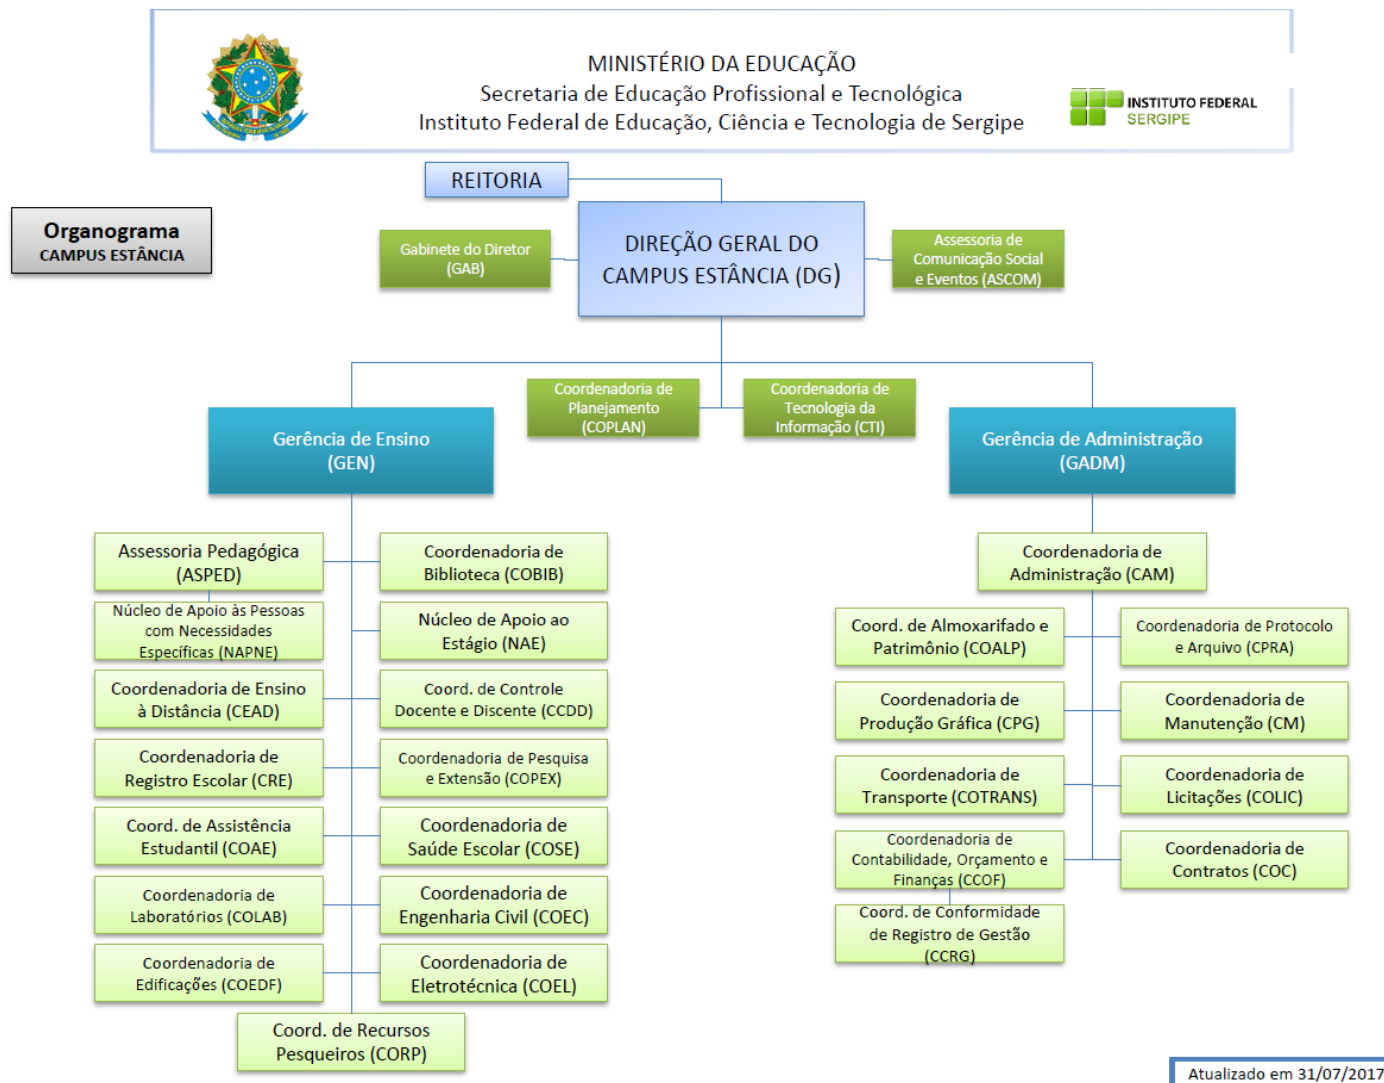 MINISTÉRIO DA EDUCAÇÃO
Secretaria de Educação Profissional e Tecnológica
Instituto Federal de Educação, Ciência e Tecnologia de Sergipe
INSTITUTO FEDERAL
SERGIPE
REITORIA
Organograma
CAMPUS ESTÂNCIA
Gabinete do Diretor
(GAB)
DIREÇÃO GERAL DO
CAMPUS ESTÂNCIA (DG)
Assessoria de
Comunicação Social
e Eventos (ASCOM)
Coordenadoria de
Planejamento
(COPLAN)
Coordenadoria de
Tecnologia da
Informação (CTI)
Gerência de Ensino
(GEN)
Gerência de Administração
(GADM)
Assessoria Pedagógica
(ASPED)
Coordenadoria de
Biblioteca (COBIB)
Núcleo de Apoio às Pessoas
com Necessidades
Específicas (NAPNE)
Núcleo de Apoio ao
Estágio (NAE)
Coordenadoria de Ensino
à Distância (CEAD)
Coord. de Controle
Docente e Discente (CCDD)
Coordenadoria de
Registro Escolar (CRE)
Coordenadoria de Pesquisa
e Extensão (COPEX)
Coord. de Assistência
Estudantil (COAE)
Coordenadoria de
Saúde Escolar (COSE)
Coordenadoria de
Laboratórios (COLAB)
Coordenadoria de
Engenharia Civil (COEC)
Coordenadoria de
Edificações (COEDF)
Coordenadoria de
Eletrotécnica (COEL)
Coord. de Recursos
Pesqueiros (CORP)
Coordenadoria de
Administração (CAM)
Coord. de Almoxarifado e
Patrimônio (COALP)
Coordenadoria de Protocolo
e Arquivo (CPRA)
Coordenadoria de
Produção Gráfica (CPG)
Coordenadoria de
Manutenção (CM)
Coordenadoria de
Transporte (COTRANS)
Coordenadoria de
Licitações (COLIC)
Coordenadoria de
Contabilidade, Orçamento e
Finanças (CCOF)
Coordenadoria de
Contratos (COC)
Coord. de Conformidade
de Registro de Gestão
(CCRG)
Atualizado em 31/07/2017